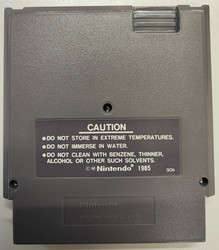 CAUTION
●DO NOT STORE IN EXTREME TEMPERATURES.
●DO NOT IMMERSE IN WATER.
●DO NOT CLEAN WITH BENZENE, THINNER,
ALCOHOL OR OTHER SUCH SOLVENTS.
©®Nintendo® 1985 SCN